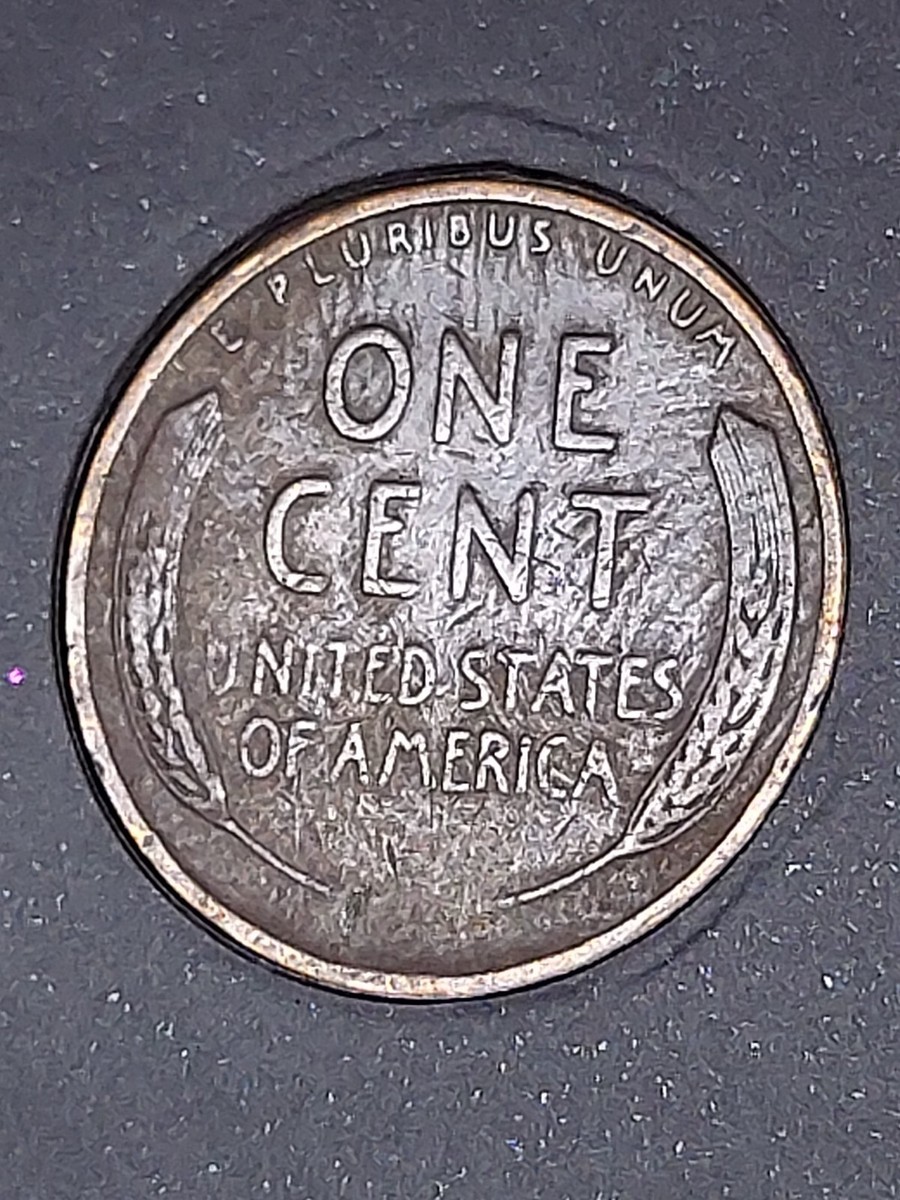 E PLURIBUS UNUM
ONE
CENT
UNITED STATES
OF AMERICA